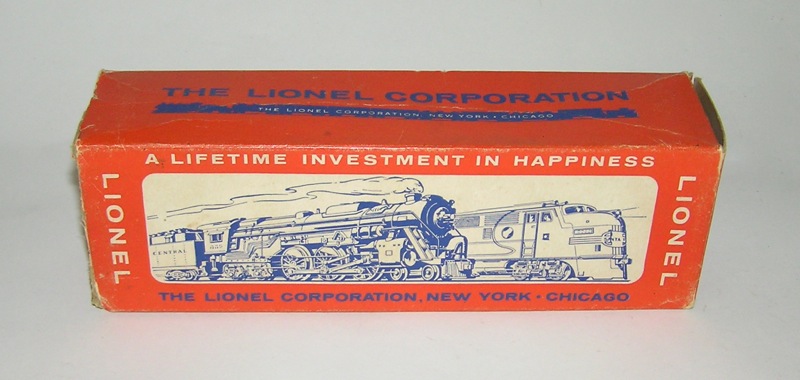 THE LIONEL CORPORATION
THE LIONEL CORPORATION, NEW YORK • CHICAGO
A LIFETIME INVESTMENT IN HAPPINESS
LIONEL
CENTRAL
LIONEL
THE LIONEL CORPORATION, NEW YORK • CHICAGO